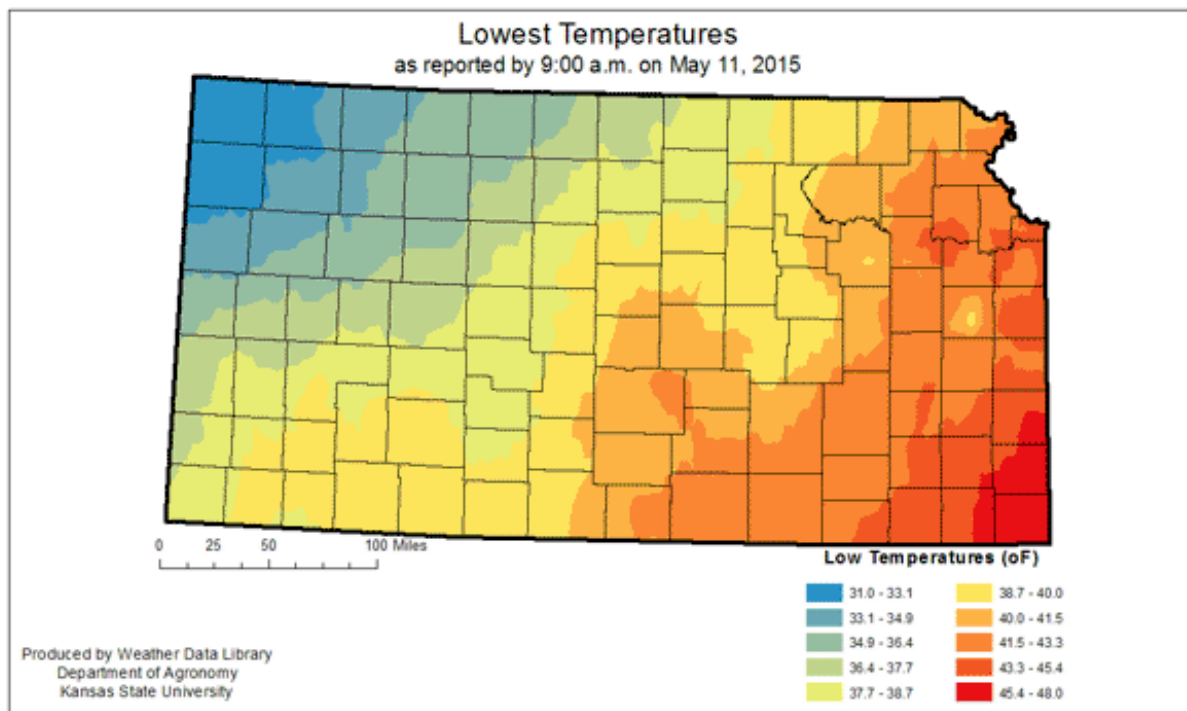 Lowest Temperatures
as reported by 9:00 a.m. on May 11, 2015
0 25 50 100 Miles
Low Temperatures (oF)
31.0 - 33.1
33.1 - 34.9
34.9 - 36.4
36.4 - 37.7
37.7 - 38.7
38.7 - 40.0
40.0 - 41.5
41.5 - 43.3
43.3 - 45.4
45.4 - 48.0
Produced by Weather Data Library
Department of Agronomy
Kansas State University